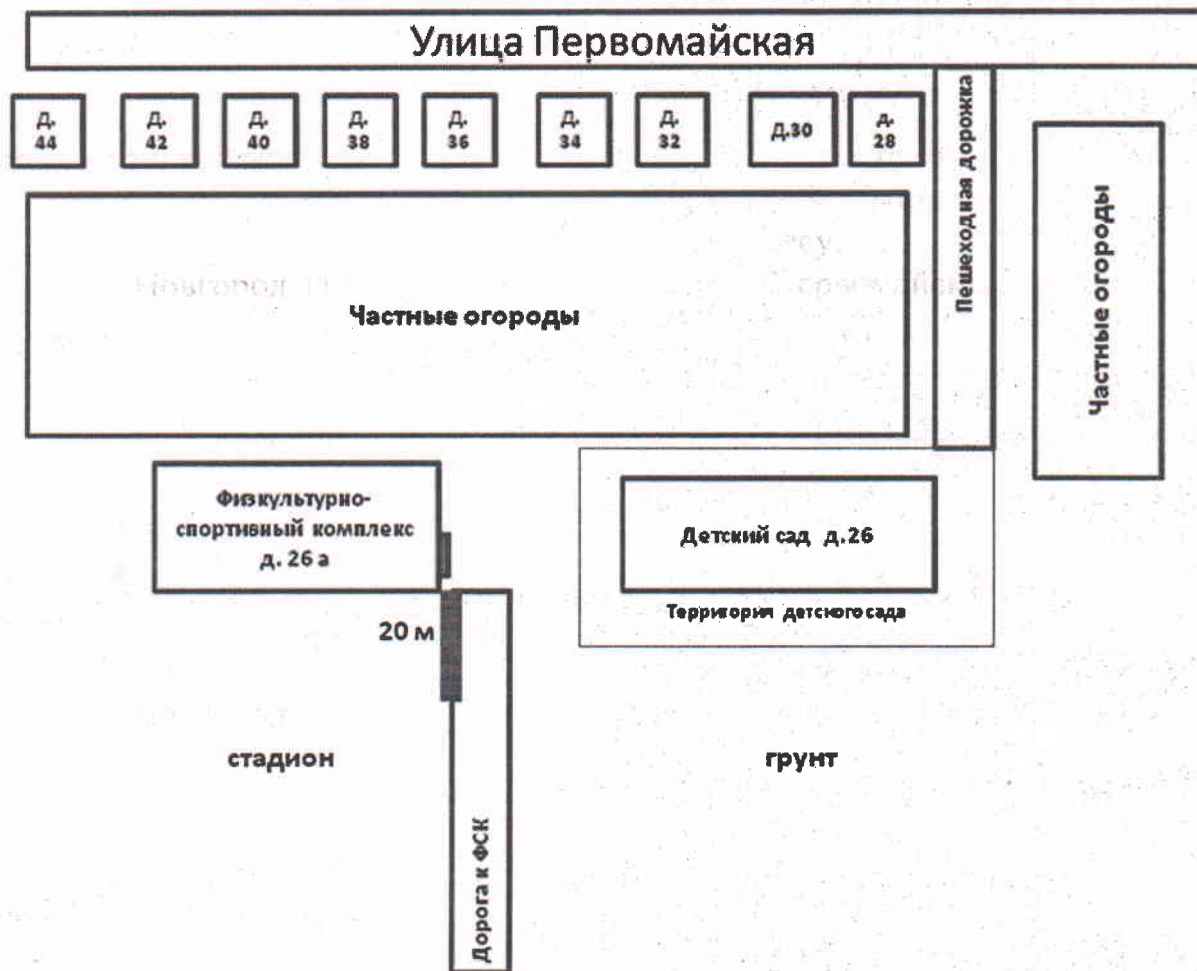 Улица Первомайская
Д.
44
Д.
42
Д.
40
Д.
38
Д.
36
Д.
34
Д.
32
Д.30
д.
28
Пешеходная дорожка
Частные огороды
Частные огороды
Физкультурно-
спортивный комплекс
д. 26 а
Детский сад д.26
Территория детского сада
20 м
стадион
грунт
Дорога к ФСК